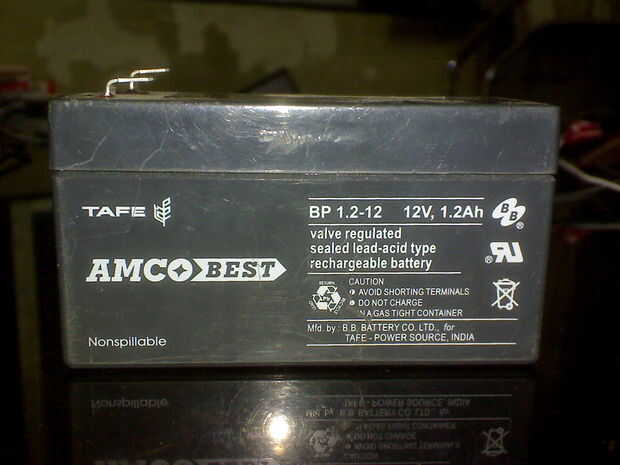 TAFE
AMCO BEST
Nonspillable
BP 1.2-12 12V, 1.2Ah
BB ®
valve regulated
sealed lead-acid type
rechargeable battery
CAUTION
AVOID SHORTING TERMINALS
DO NOT CHARGE
IN A GAS TIGHT CONTAINER
Mfd. by : B.B. BATTERY CO. LTD., for
TAFE - POWER SOURCE, INDIA